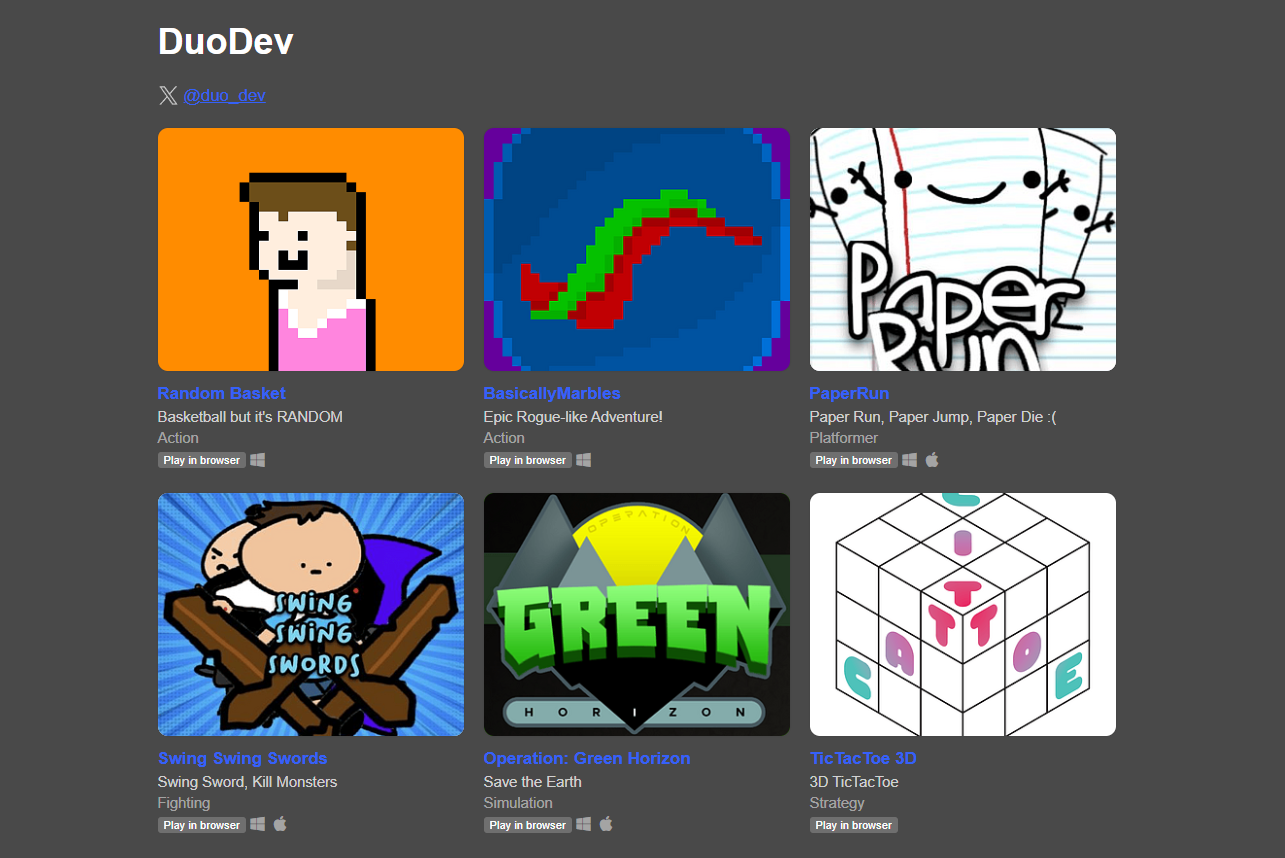 DuoDev
@duo_dev
PAPER
RUN
Random Basket
Basketball but it's RANDOM
Action
Play in browser
BasicallyMarbles
Epic Rogue-like Adventure!
Action
Play in browser
PaperRun
Paper Run, Paper Jump, Paper Die :(
Platformer
Play in browser
SWING
SWING
SWORDS
OPERATION
GREEN
HORIZON
TIC
TAC
TOE
Swing Swing Swords
Swing Sword, Kill Monsters
Fighting
Play in browser
Operation: Green Horizon
Save the Earth
Simulation
Play in browser
TicTacToe 3D
3D TicTacToe
Strategy
Play in browser